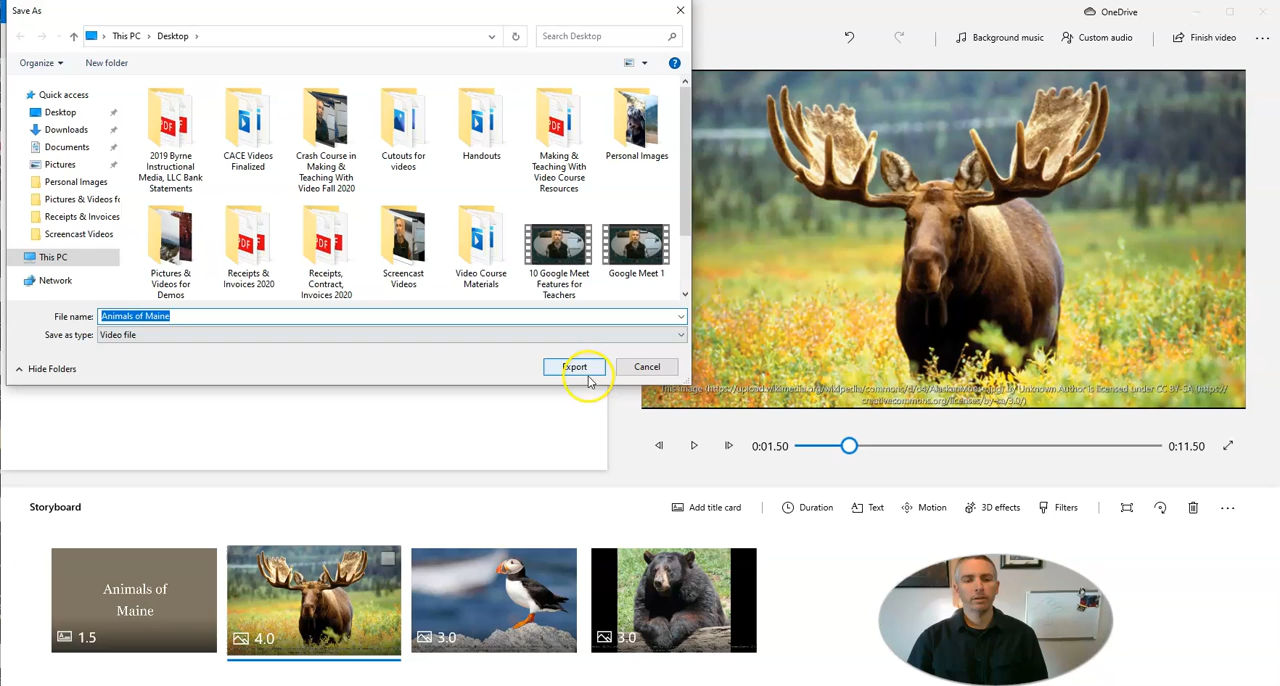 Save As
This PC > Desktop >
Search Desktop
Organize
New folder
Quick access
Desktop
Downloads
Documents
Pictures
Personal Images
Pictures & Videos fo
Receipts & Invoices
Screencast Videos
This PC
Network
2019 Byrne
Instructional
Media, LLC Bank
Statements
CACE Videos
Finalized
Crash Course in
Making &
Teaching With
Video Fall 2020
Cutouts for
videos
Handouts
Making &
Teaching With
Video Course
Resources
Personal Images
Pictures &
Videos for
Demos
Receipts &
Invoices 2020
Receipts,
Contract,
Invoices 2020
Screencast
Videos
Video Course
Materials
10 Google Meet
Features for
Teachers
Google Meet 1
File name: Animals of Maine
Save as type: Video file
Hide Folders
Export
Cancel
OneDrive
Background music
Custom audio
Finish video
0:01.50
0:11.50
Storyboard
Add title card
Duration
Text
Motion
3D effects
Filters
Animals of
Maine
1.5
4.0
3.0
3.0